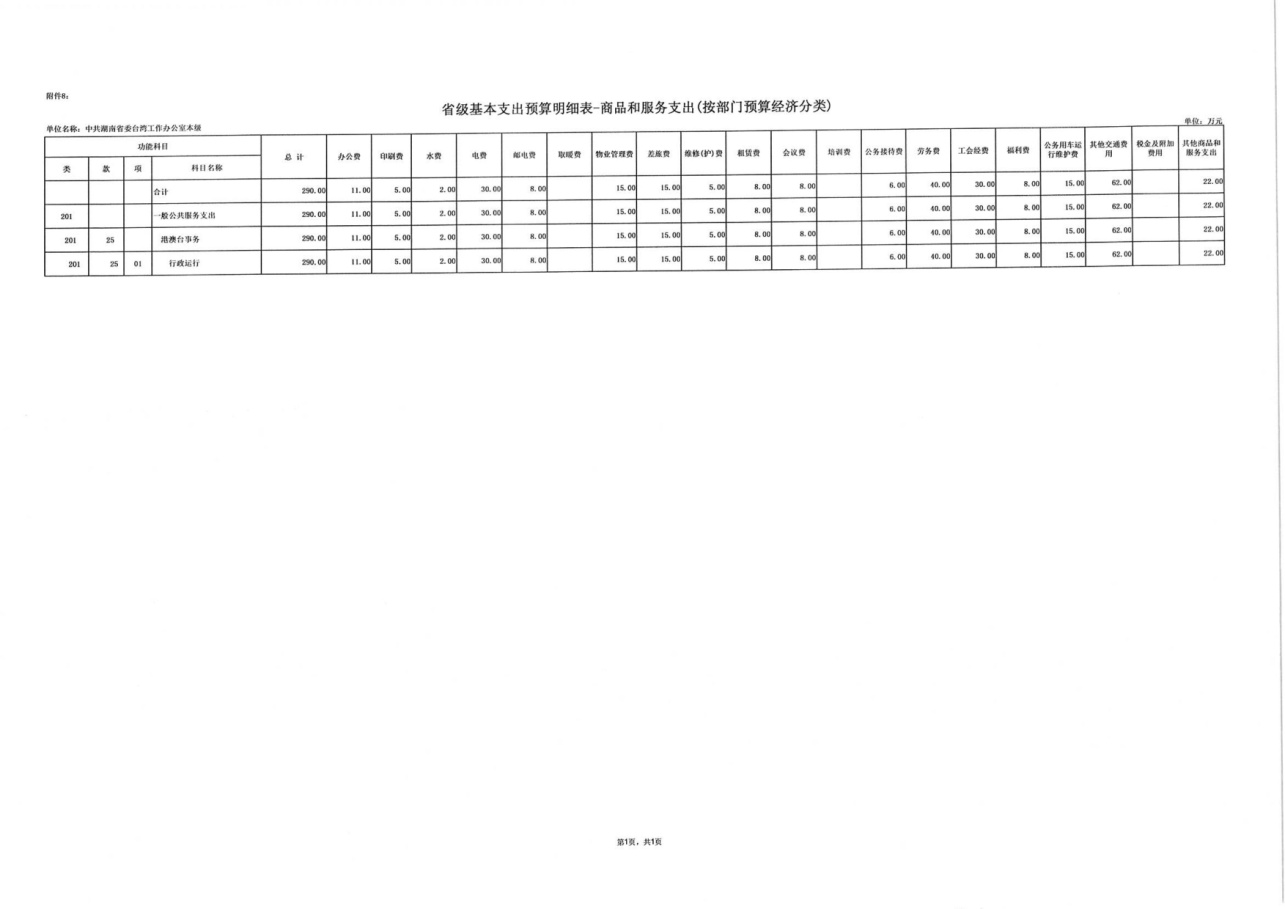 附件8:
省级基本支出预算明细表-商品和服务支出(按部门预算经济分类)
单位名称: 中共湖南省委台湾工作办公室本级 单位: 万元
功能科目 总 计 办公费 印刷费 水费 电费 邮电费 取暖费 物业管理费 差旅费 维修(护)费 租赁费 会议费 培训费 公务接待费 劳务费 工会经费 福利费 公务用车运行维护费 其他交通费用 税金及附加费用 其他商品和服务支出
类 款 项 科目名称
合计 290.00 11.00 5.00 2.00 30.00 8.00 15.00 15.00 5.00 8.00 8.00 6.00 40.00 30.00 8.00 15.00 62.00 22.00
201 一般公共服务支出 290.00 11.00 5.00 2.00 30.00 8.00 15.00 15.00 5.00 8.00 8.00 6.00 40.00 30.00 8.00 15.00 62.00 22.00
201 25 港澳台事务 290.00 11.00 5.00 2.00 30.00 8.00 15.00 15.00 5.00 8.00 8.00 6.00 40.00 30.00 8.00 15.00 62.00 22.00
201 25 01 行政运行 290.00 11.00 5.00 2.00 30.00 8.00 15.00 15.00 5.00 8.00 8.00 6.00 40.00 30.00 8.00 15.00 62.00 22.00
第1页, 共1页